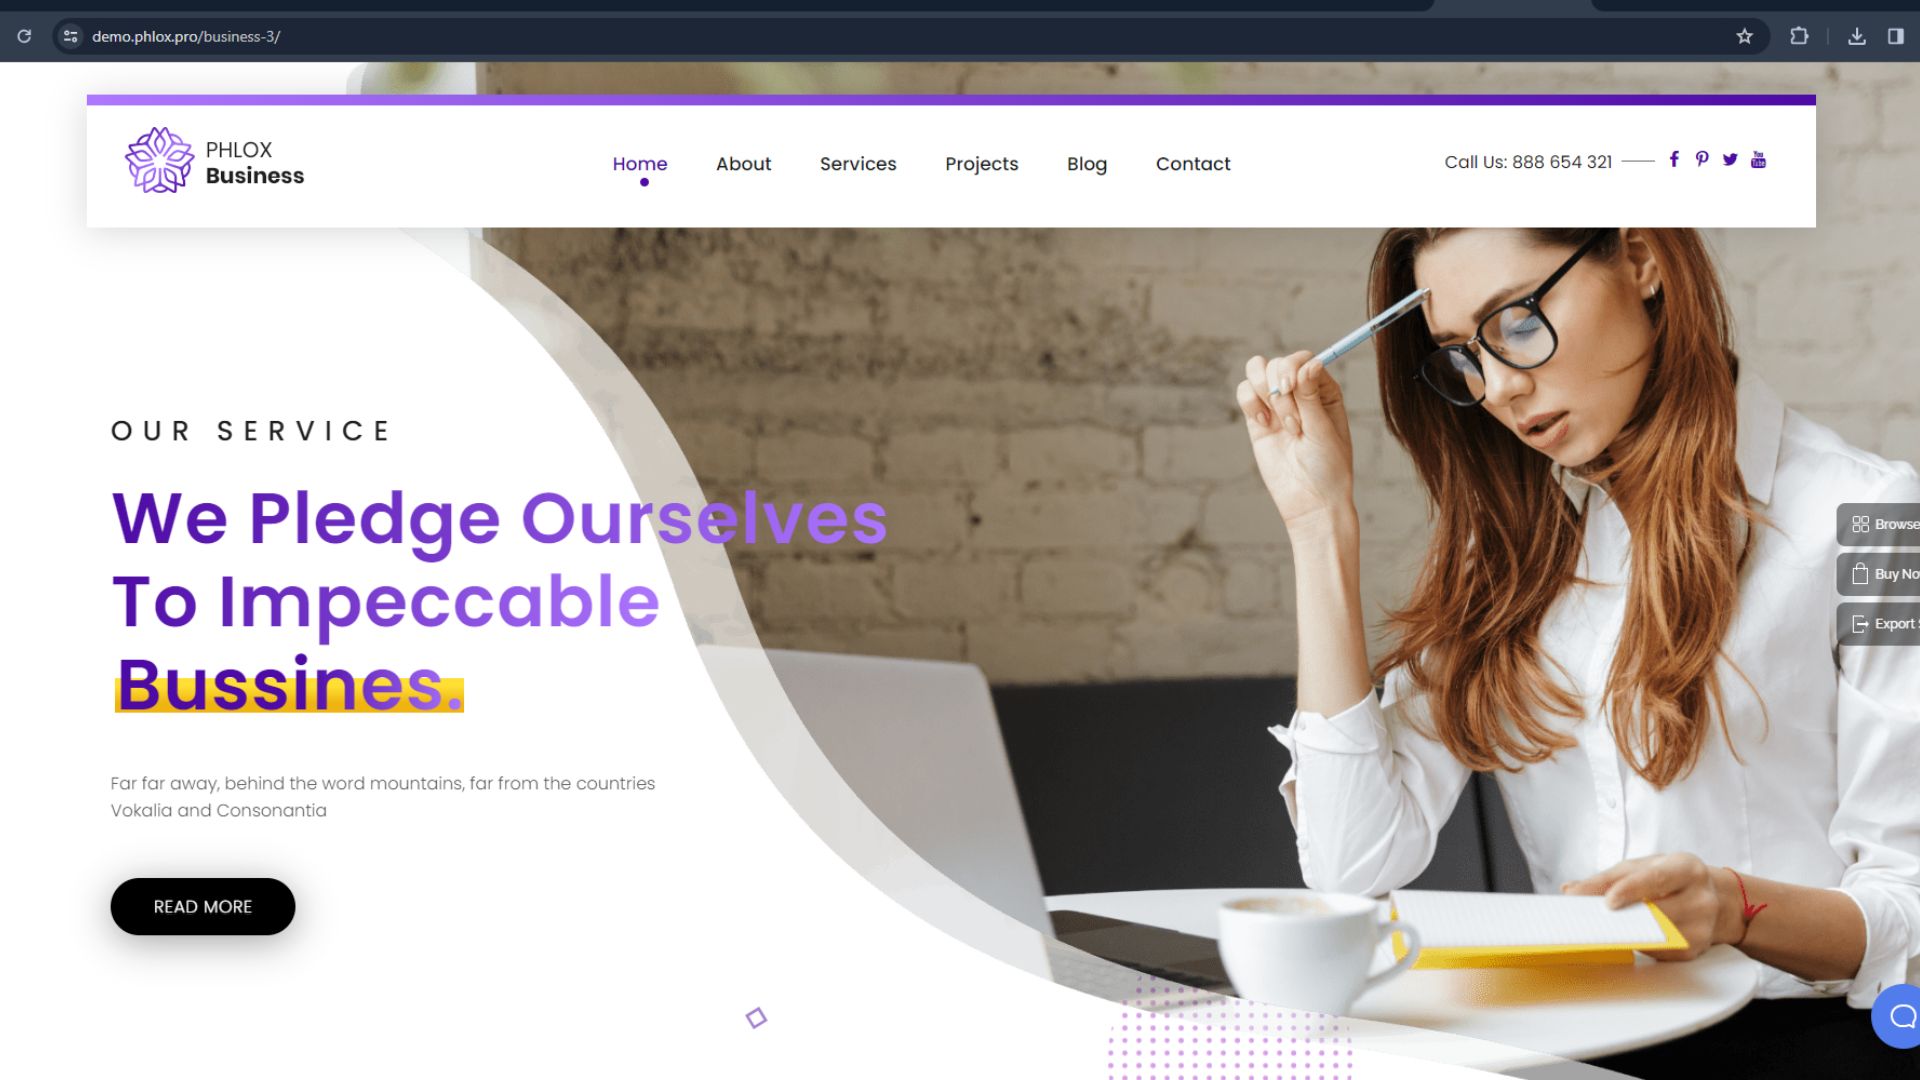 demo.phlox.pro/business-3/
PHLOX
Business
Home
About
Services
Projects
Blog
Contact
Call Us: 888 654 321
You
Tube
OUR SERVICE
We Pledge Ourselves
To Impeccable
Bussines.
Far far away, behind the word mountains, far from the countries
Vokalia and Consonantia
READ MORE
Browse
Buy No
Export